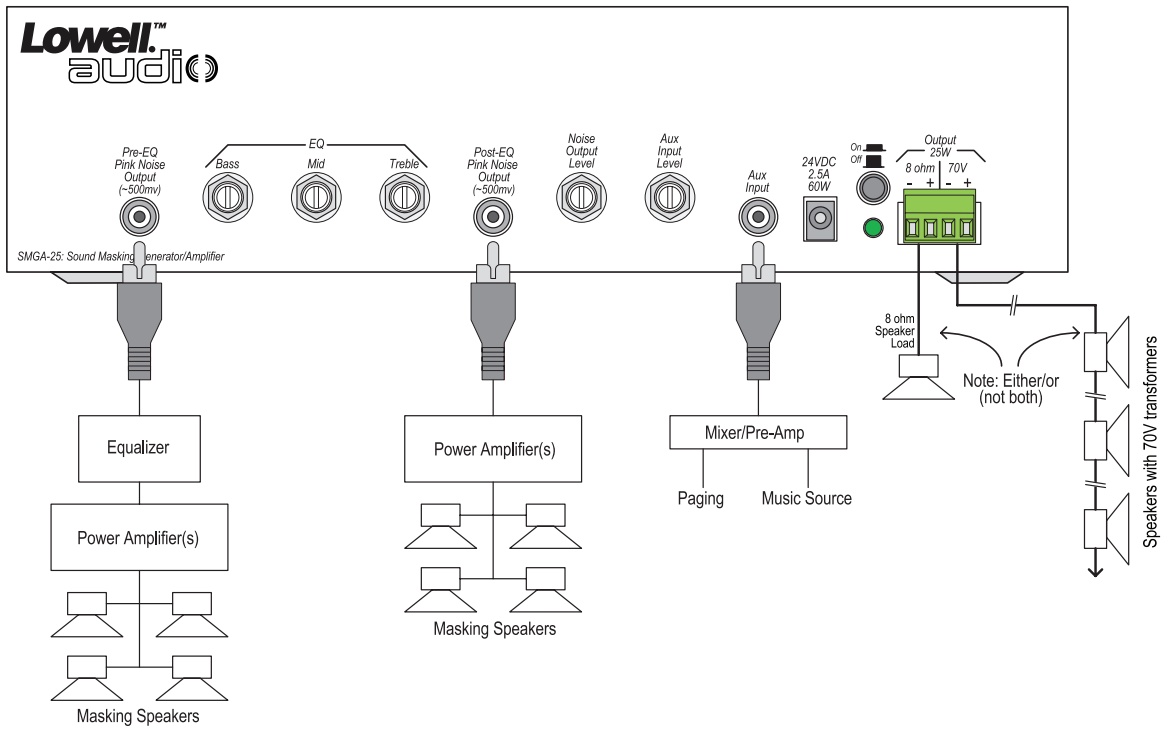 Lowell.™
audio
Pre-EQ
Pink Noise
Output
(~500mv)
EQ
Bass
Mid
Treble
Post-EQ
Pink Noise
Output
(~500mv)
Noise
Output
Level
Aux
Input
Level
Aux
Input
24VDC
2.5A
60W
On
Off
Output
25W
8 ohm 70V
- + - +
SMGA-25: Sound Masking Generator/Amplifier
8 ohm
Speaker
Load
Note: Either/or
(not both)
Speakers with 70V transformers
Equalizer
Power Amplifier(s)
Masking Speakers
Power Amplifier(s)
Masking Speakers
Mixer/Pre-Amp
Paging
Music Source